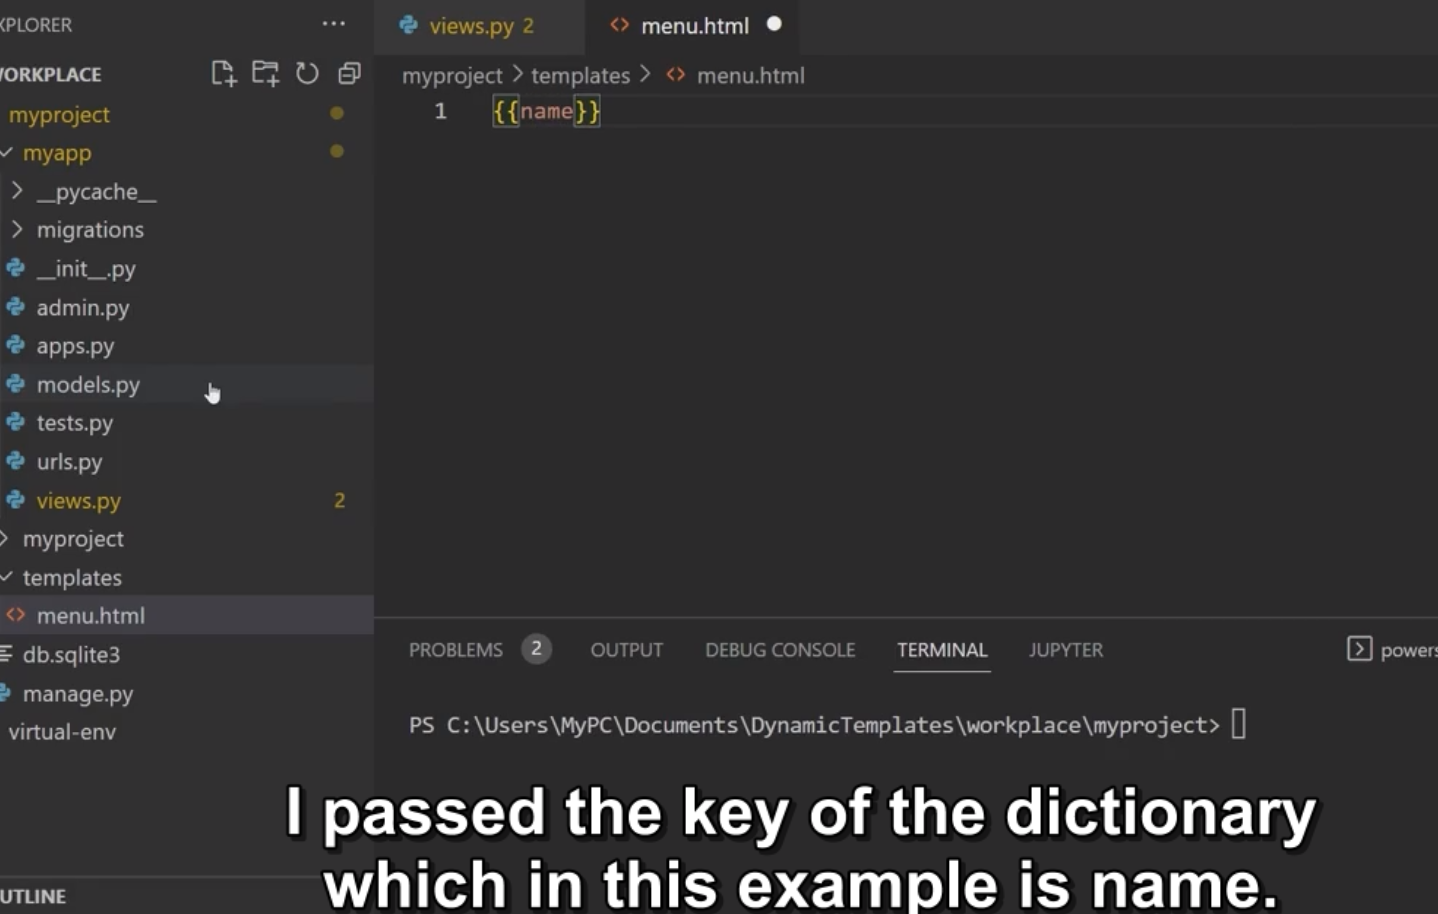 XPLORER
views.py 2
menu.html
WORKPLACE
myproject > templates > menu.html
1 {{name}}
myproject
myapp
__pycache__
migrations
__init__.py
admin.py
apps.py
models.py
tests.py
urls.py
views.py 2
myproject
templates
menu.html
db.sqlite3
manage.py
virtual-env
PROBLEMS 2 OUTPUT DEBUG CONSOLE TERMINAL JUPYTER powers
PS C:\Users\MyPC\Documents\DynamicTemplates\workplace\myproject>
I passed the key of the dictionary
which in this example is name.
UTLINE